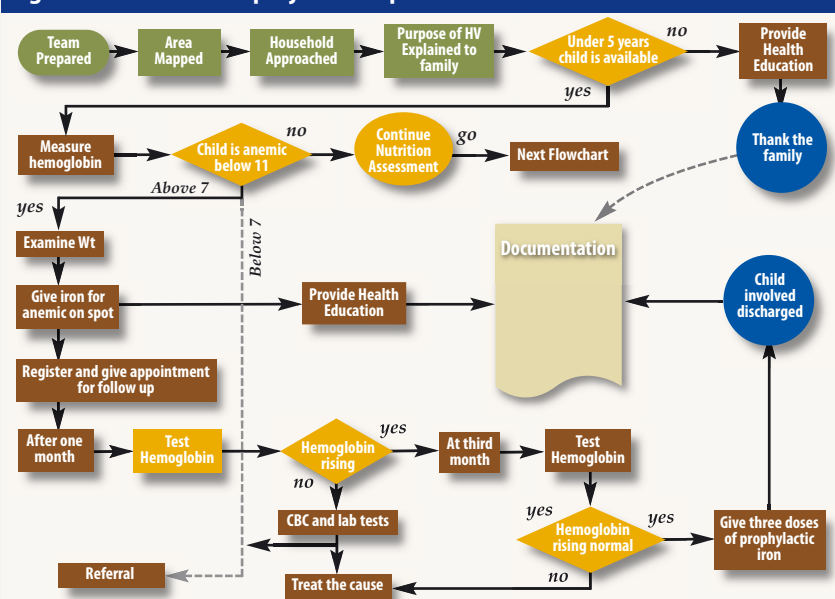 Team
Prepared
Area
Mapped
Household
Approached
Purpose of HV
Explained to
family
Under 5 years
child is available
no
Provide
Health
Education
yes
Measure
hemoglobin
Child is anemic
below 11
no
Continue
Nutrition
Assessment
go
Next Flowchart
Thank the
family
Above 7
yes
Below 7
Examine Wt
Documentation
Give iron for
anemic on spot
Provide Health
Education
Child
involved
discharged
Register and give appointment
for follow up
After one
month
Test
Hemoglobin
Hemoglobin
rising
yes
At third
month
Test
Hemoglobin
no
CBC and lab tests
yes
Hemoglobin
rising normal
yes
Give three doses
of prophylactic
iron
Referral
Treat the cause
no